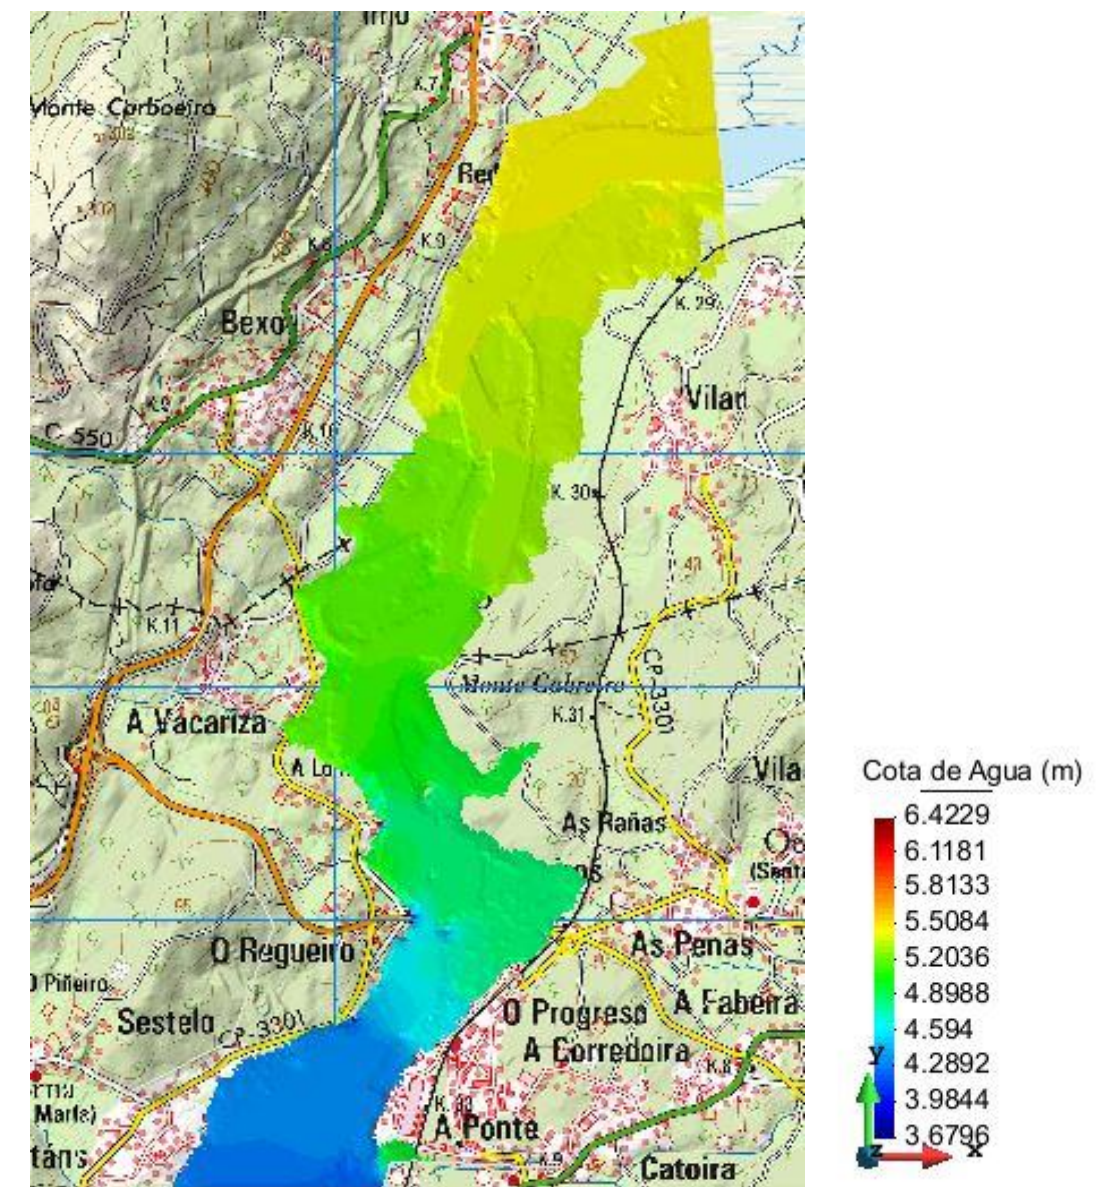 Monte Carboeiro
K.7
K.9
Bexo
K. 29
Vilar
C. 550
K. 30
43
K.11
Monte Cabreiro
CP-3301
K.31
A Vacariza
As Rañas
Cota de Agua (m)
6.4229
6.1181
5.8133
5.5084
5.2036
4.8988
4.594
4.2892
3.9844
3.6796
y
z
x
O Regueiro
As Penas
O Piñeiro
O Progreso
A Fabeira
Sestelo
CP-3301
A Corredoira
K.8
A Ponte
Catoira